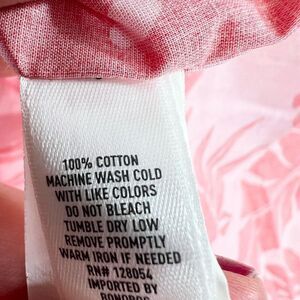 100% COTTON
MACHINE WASH COLD
WITH LIKE COLORS
DO NOT BLEACH
TUMBLE DRY LOW
REMOVE PROMPTLY
WARM IRON IF NEEDED
RN# 128054
IMPORTED BY